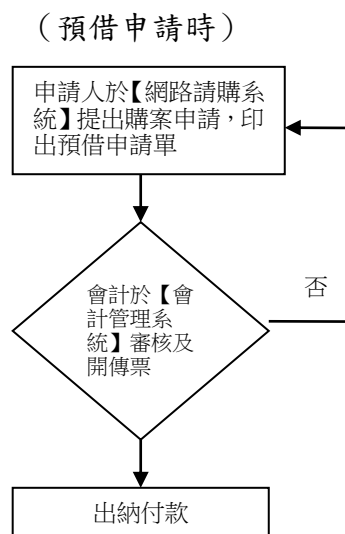 （預借申請時）
申請人於【網路請購系
統】提出購案申請，印
出預借申請單
會計於【會
計管理系
統】審核及
開傳票
否
出納付款